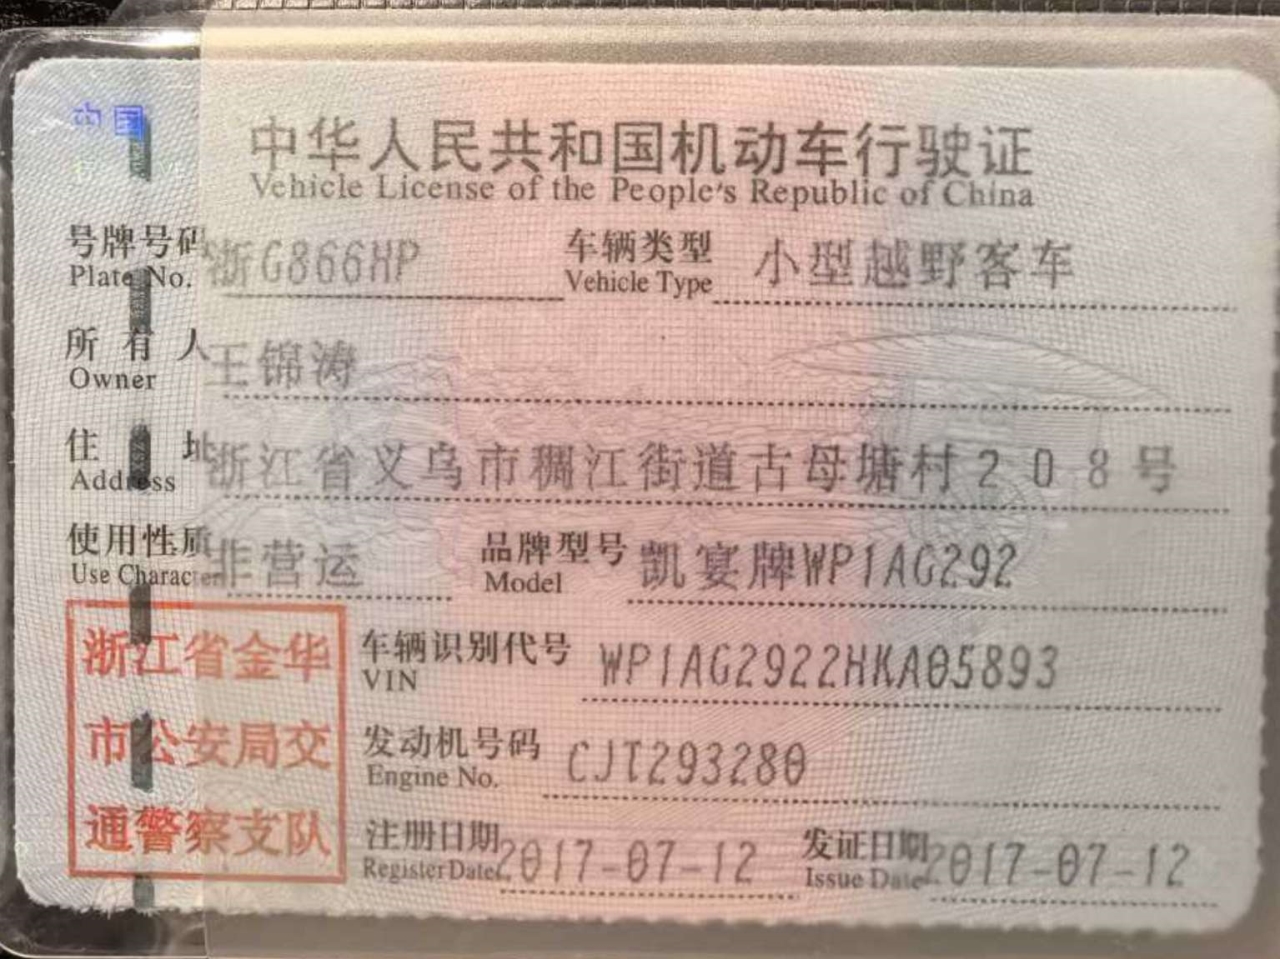 中国
中华人民共和国机动车行驶证
Vehicle License of the People's Republic of China
号牌号码 浙G866HP 车辆类型 小型越野客车
Plate No. Vehicle Type
所有人 王锦涛
Owner
住址 浙江省义乌市稠江街道古母塘村208号
Address
使用性质 非营运 品牌型号 凯宴牌WP1AG292
Use Character Model
浙江省金华
市公安局交
通警察支队
车辆识别代号 WP1AG2922HKA05893
VIN
发动机号码 CJT293280
Engine No.
注册日期 2017-07-12 发证日期 2017-07-12
Register Date Issue Date